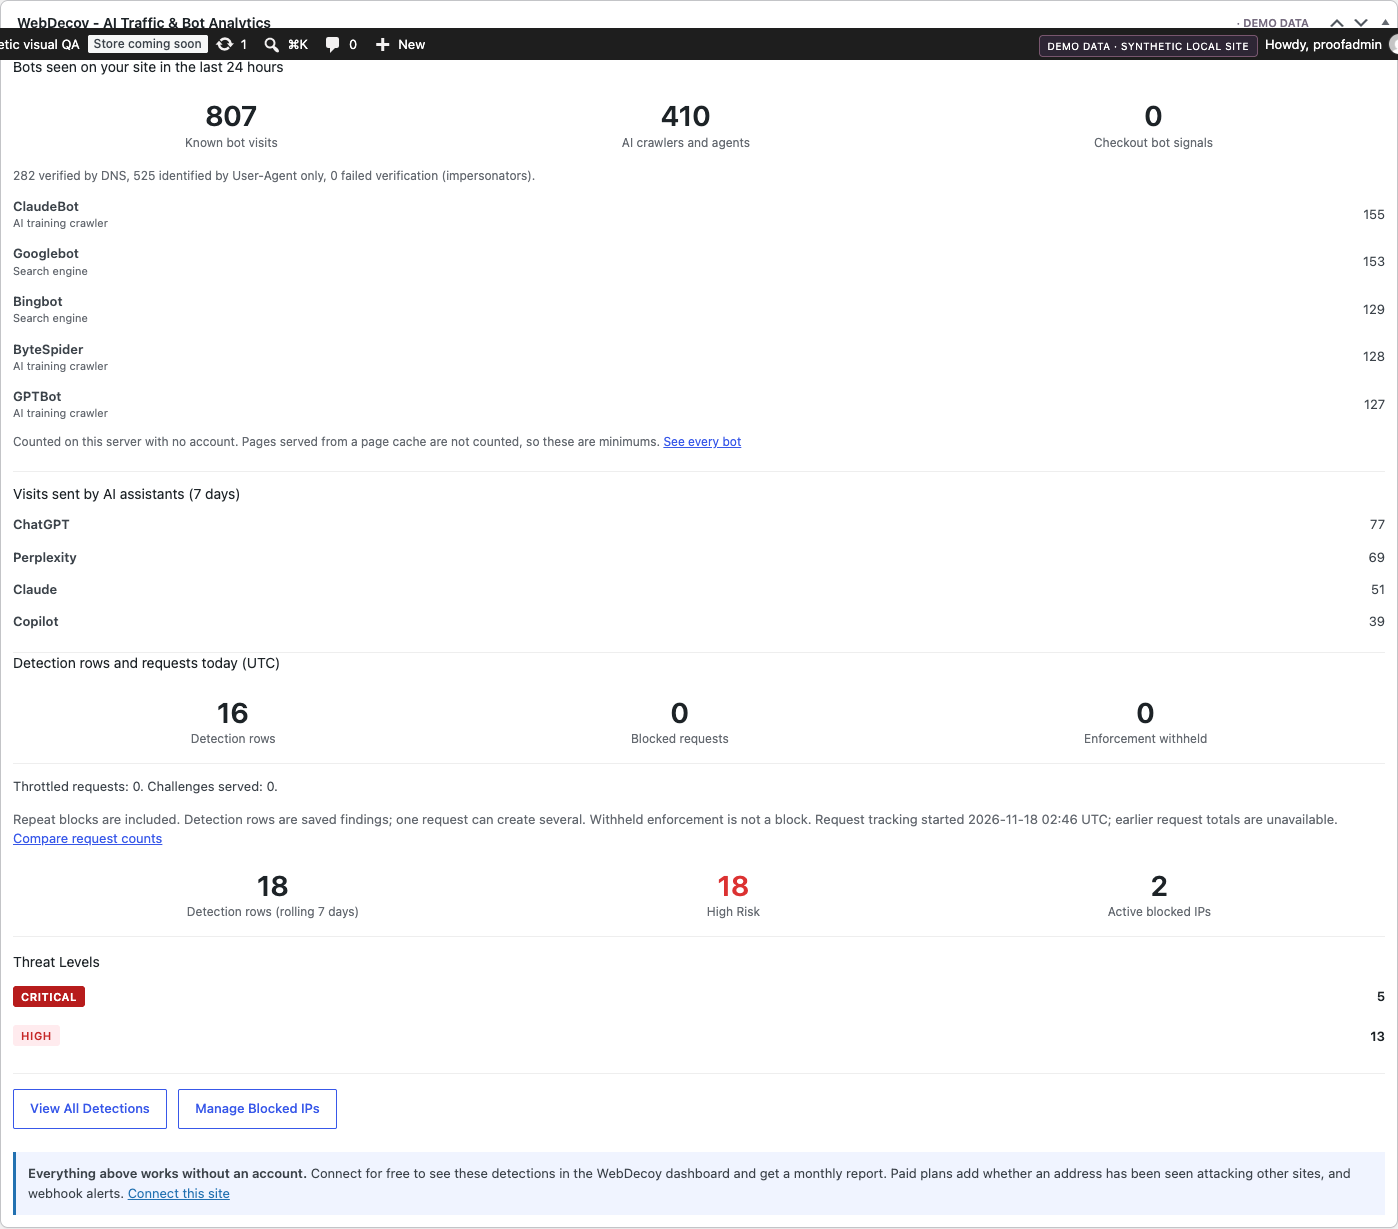 WebDecoy - AI Traffic & Bot Analytics
· DEMO DATA
etic visual QA
Store coming soon
1
⌘K
0
New
DEMO DATA · SYNTHETIC LOCAL SITE
Howdy, proofadmin
Bots seen on your site in the last 24 hours
807
410
0
Known bot visits
AI crawlers and agents
Checkout bot signals
282 verified by DNS, 525 identified by User-Agent only, 0 failed verification (impersonators).
ClaudeBot
AI training crawler
155
Googlebot
Search engine
153
Bingbot
Search engine
129
ByteSpider
AI training crawler
128
GPTBot
AI training crawler
127
Counted on this server with no account. Pages served from a page cache are not counted, so these are minimums. See every bot
Visits sent by AI assistants (7 days)
ChatGPT
77
Perplexity
69
Claude
51
Copilot
39
Detection rows and requests today (UTC)
16
0
0
Detection rows
Blocked requests
Enforcement withheld
Throttled requests: 0. Challenges served: 0.
Repeat blocks are included. Detection rows are saved findings; one request can create several. Withheld enforcement is not a block. Request tracking started 2026-11-18 02:46 UTC; earlier request totals are unavailable.
Compare request counts
18
18
2
Detection rows (rolling 7 days)
High Risk
Active blocked IPs
Threat Levels
CRITICAL
5
HIGH
13
View All Detections
Manage Blocked IPs
Everything above works without an account. Connect for free to see these detections in the WebDecoy dashboard and get a monthly report. Paid plans add whether an address has been seen attacking other sites, and
webhook alerts. Connect this site